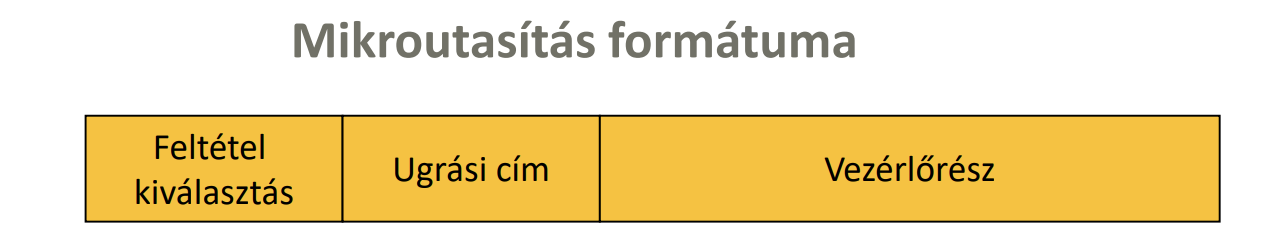 Mikroutasítás formátuma
Feltétel
kiválasztás
Ugrási cím
Vezérlőrész